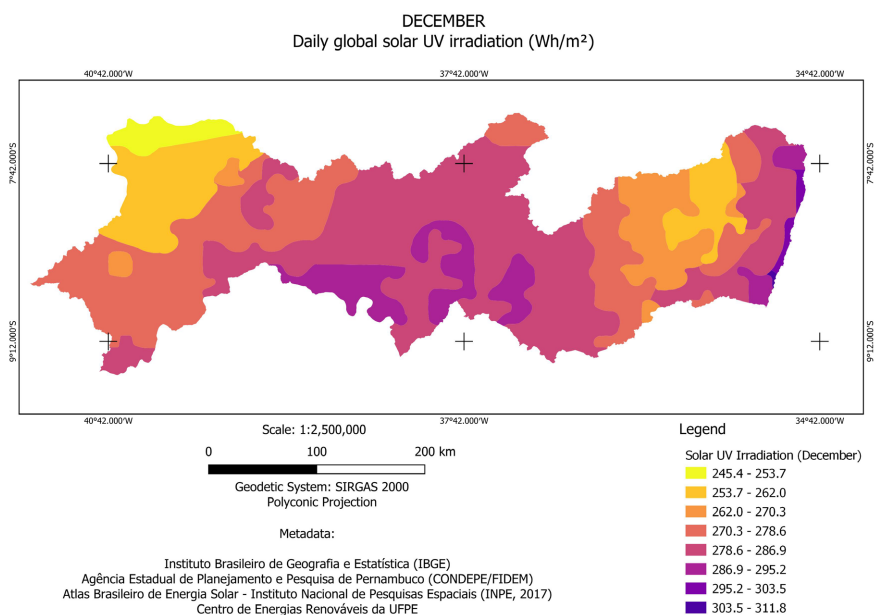 DECEMBER
Daily global solar UV irradiation (Wh/m²)
40°42.000'W 37°42.000'W 34°42.000'W
7°42.000'S 7°42.000'S
9°12.000'S 9°12.000'S
40°42.000'W 37°42.000'W 34°42.000'W
Scale: 1:2,500,000
0 100 200 km
Geodetic System: SIRGAS 2000
Polyconic Projection
Metadata:
Instituto Brasileiro de Geografia e Estatística (IBGE)
Agência Estadual de Planejamento e Pesquisa de Pernambuco (CONDEPE/FIDEM)
Atlas Brasileiro de Energia Solar - Instituto Nacional de Pesquisas Espaciais (INPE, 2017)
Centro de Energias Renováveis da UFPE
Legend
Solar UV Irradiation (December)
245.4 - 253.7
253.7 - 262.0
262.0 - 270.3
270.3 - 278.6
278.6 - 286.9
286.9 - 295.2
295.2 - 303.5
303.5 - 311.8